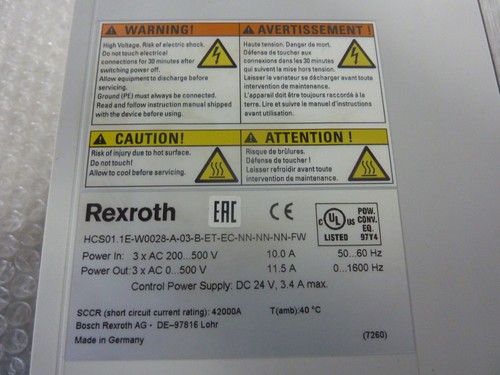 WARNING!
High Voltage. Risk of electric shock.
Do not touch electrical
connections for 30 minutes after
switching power off.
Allow equipment to discharge before
servicing.
Ground (PE) must always be connected.
Read and follow instruction manual shipped
with the device before using.
AVERTISSEMENT !
Haute tension. Danger de mort.
Défense de toucher aux
connexions dans les 30 minutes
qui suivent la mise hors tension.
Laisser le variateur se décharger avant toute
intervention de maintenance.
L'appareil doit être toujours raccordé à la
terre. Lire et suivre le manuel d'instructions
avant utilisation.
CAUTION!
Risk of injury due to hot surface.
Do not touch!
Allow to cool before servicing.
ATTENTION !
Risque de brûlures.
Défense de toucher !
Laisser refroidir avant toute
intervention de maintenance.
Rexroth
EAC
CE
c UL US
LISTED
POW.
CONV.
EQ.
97Y4
HCS01.1E-W0028-A-03-B-ET-EC-NN-NN-NN-FW
Power In: 3 x AC 200...500 V 10.0 A 50...60 Hz
Power Out: 3 x AC 0...500 V 11.5 A 0...1600 Hz
Control Power Supply: DC 24 V, 3.4 A max.
SCCR (short circuit current rating): 42000A T(amb):40 °C
Bosch Rexroth AG • DE-97816 Lohr
Made in Germany (7260)